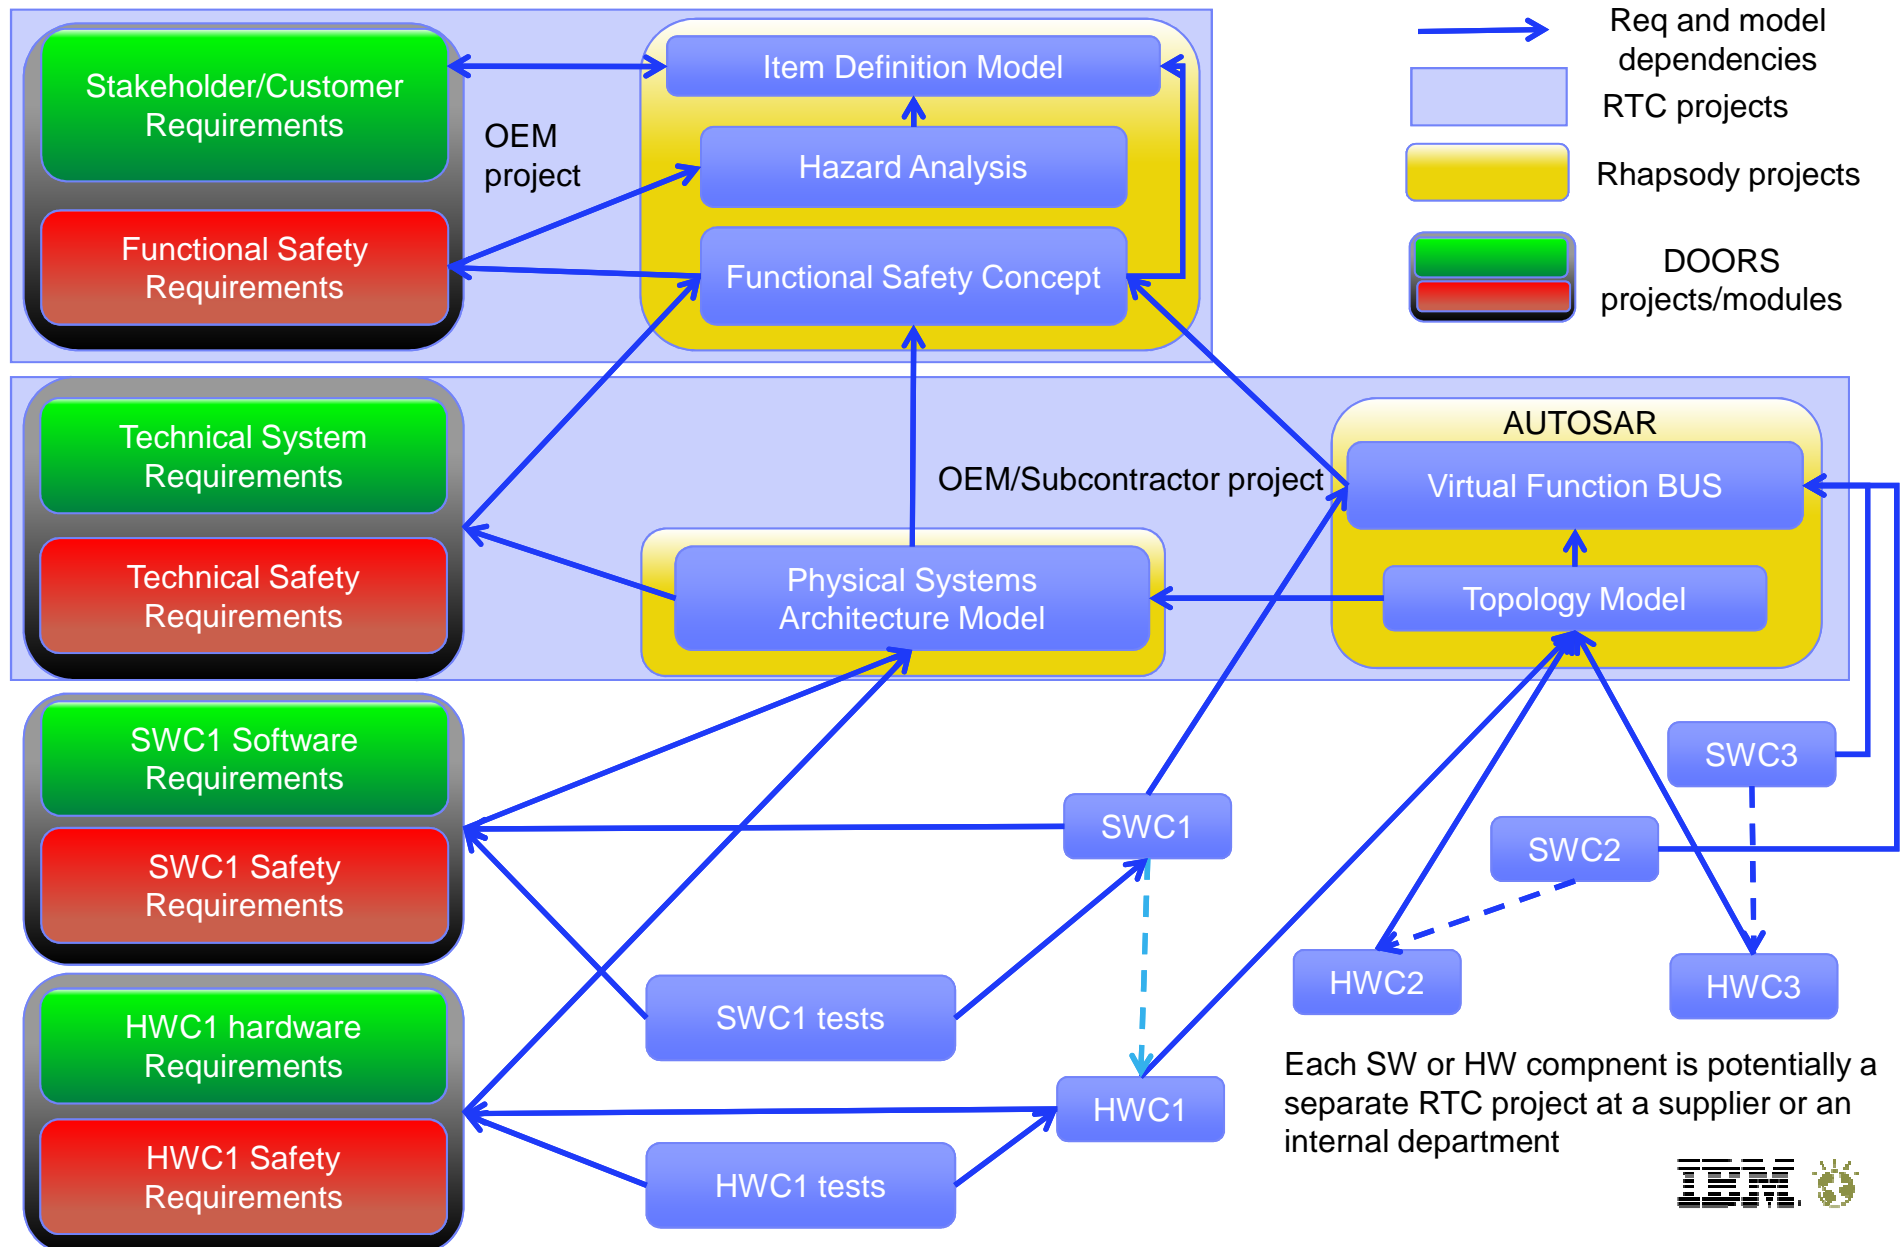 Stakeholder/Customer
Requirements
Functional Safety
Requirements
OEM
project
Item Definition Model
Hazard Analysis
Functional Safety Concept
Req and model
dependencies
RTC projects
Rhapsody projects
DOORS
projects/modules
Technical System
Requirements
Technical Safety
Requirements
OEM/Subcontractor project
Physical Systems
Architecture Model
AUTOSAR
Virtual Function BUS
Topology Model
SWC1 Software
Requirements
SWC1 Safety
Requirements
SWC1
SWC3
SWC2
HWC2
HWC3
SWC1 tests
HWC1 hardware
Requirements
HWC1 Safety
Requirements
HWC1
HWC1 tests
Each SW or HW compnent is potentially a
separate RTC project at a supplier or an
internal department
IBM.